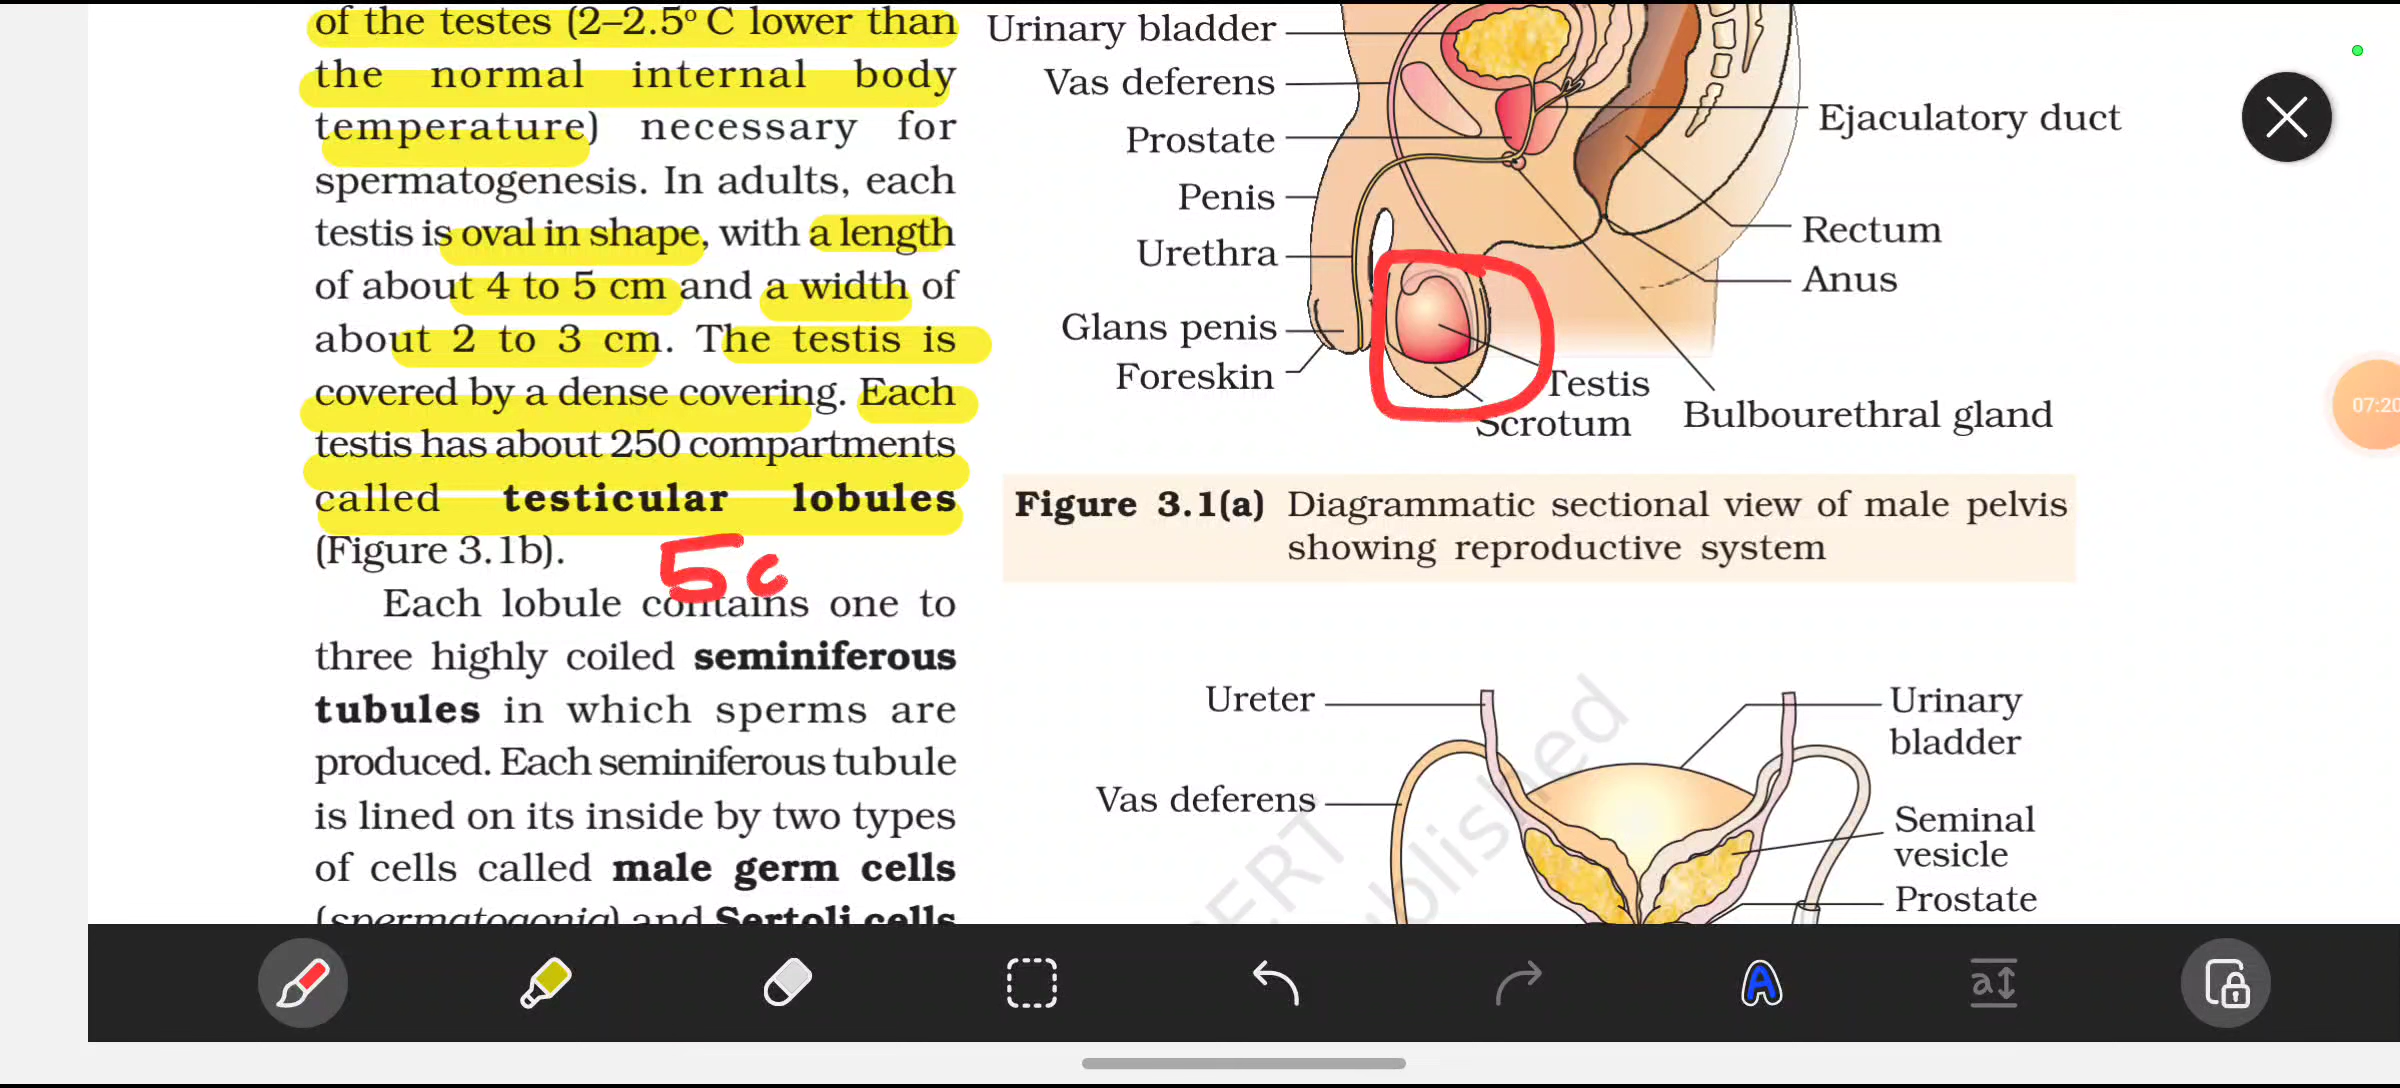 of the testes (2–2.5° C lower than
the normal internal body
temperature) necessary for
spermatogenesis. In adults, each
testis is oval in shape, with a length
of about 4 to 5 cm and a width of
about 2 to 3 cm. The testis is
covered by a dense covering. Each
testis has about 250 compartments
called testicular lobules
(Figure 3.1b).
5c
Each lobule contains one to
three highly coiled seminiferous
tubules in which sperms are
produced. Each seminiferous tubule
is lined on its inside by two types
of cells called male germ cells
(spermatogonia) and Sertoli cells
Urinary bladder
Vas deferens
Prostate
Penis
Urethra
Glans penis
Foreskin
Ejaculatory duct
Rectum
Anus
Testis
Scrotum
Bulbourethral gland
Figure 3.1(a) Diagrammatic sectional view of male pelvis
showing reproductive system
Ureter
Vas deferens
Urinary
bladder
Seminal
vesicle
Prostate
ERT
blished
07:20
A
a